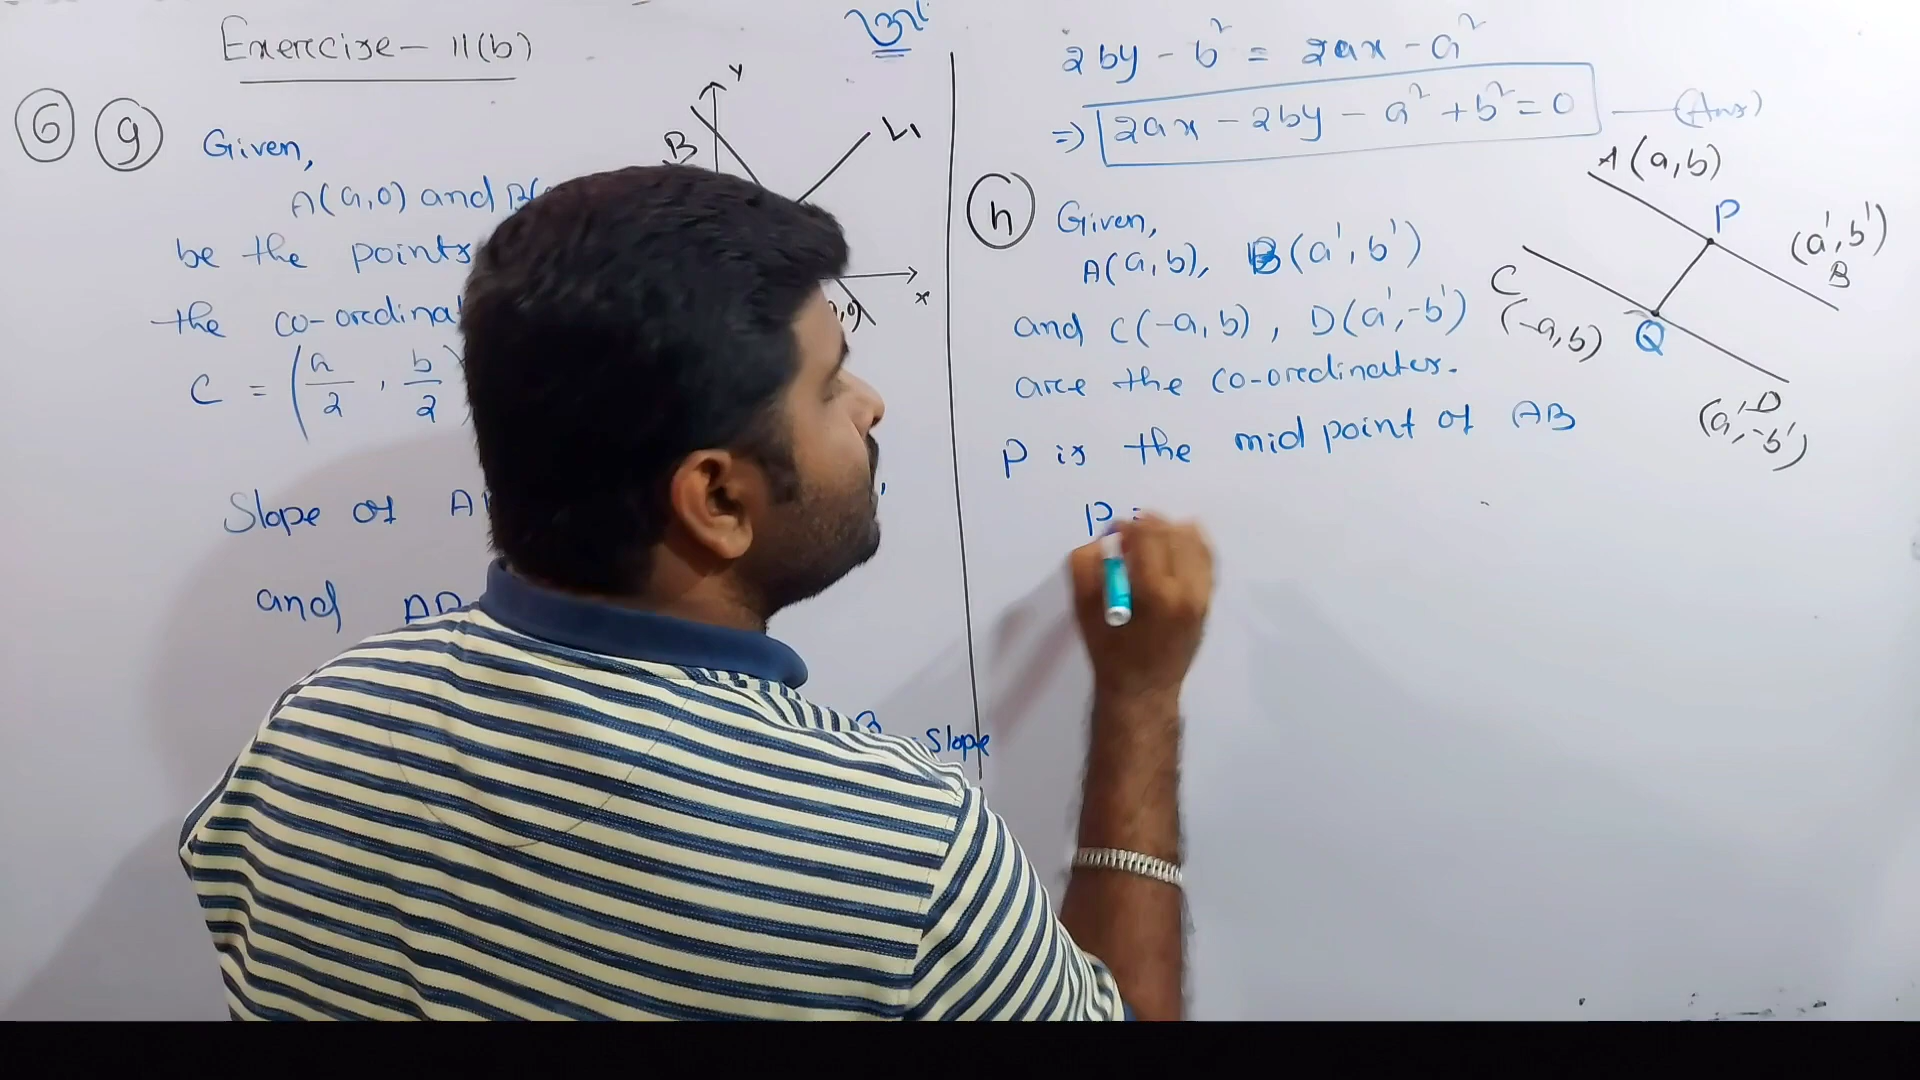 Exercise- 11(b)
6 g Given,
A(a,0) and B(
be the points
the co-ordina
C = (a/2 , b/2
Slope of A
and
Slope
Y
B
L1
x
,0)
2by - b² = 2ax - a²
=> 2ax - 2by - a² + b² = 0 — (Ans)
h Given,
A(a,b), B(a',b')
and C(-a,b), D(a',-b')
are the co-ordinates.
P is the mid point of AB
P =
A (a,b)
P
(a',b')
B
C
(-a,b)
Q
D
(a',-b')